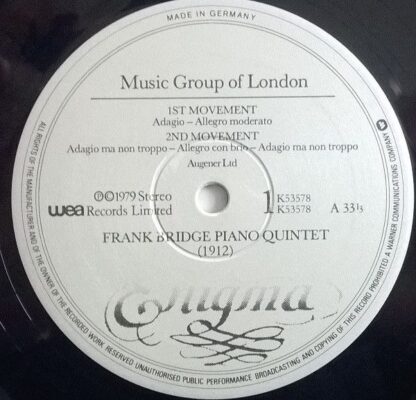 MADE IN GERMANY
Music Group of London
1ST MOVEMENT
Adagio – Allegro moderato
2ND MOVEMENT
Adagio ma non troppo – Allegro con brio – Adagio ma non troppo
Augener Ltd
℗©1979 Stereo
wea Records Limited
1 K53578
K53578
A 33⅓
FRANK BRIDGE PIANO QUINTET
(1912)
Enigma
ALL RIGHTS OF THE MANUFACTURER AND OF THE OWNER OF THE RECORDED WORK RESERVED UNAUTHORISED PUBLIC PERFORMANCE BROADCASTING AND COPYING OF THIS RECORD PROHIBITED A WARNER COMMUNICATIONS COMPANY